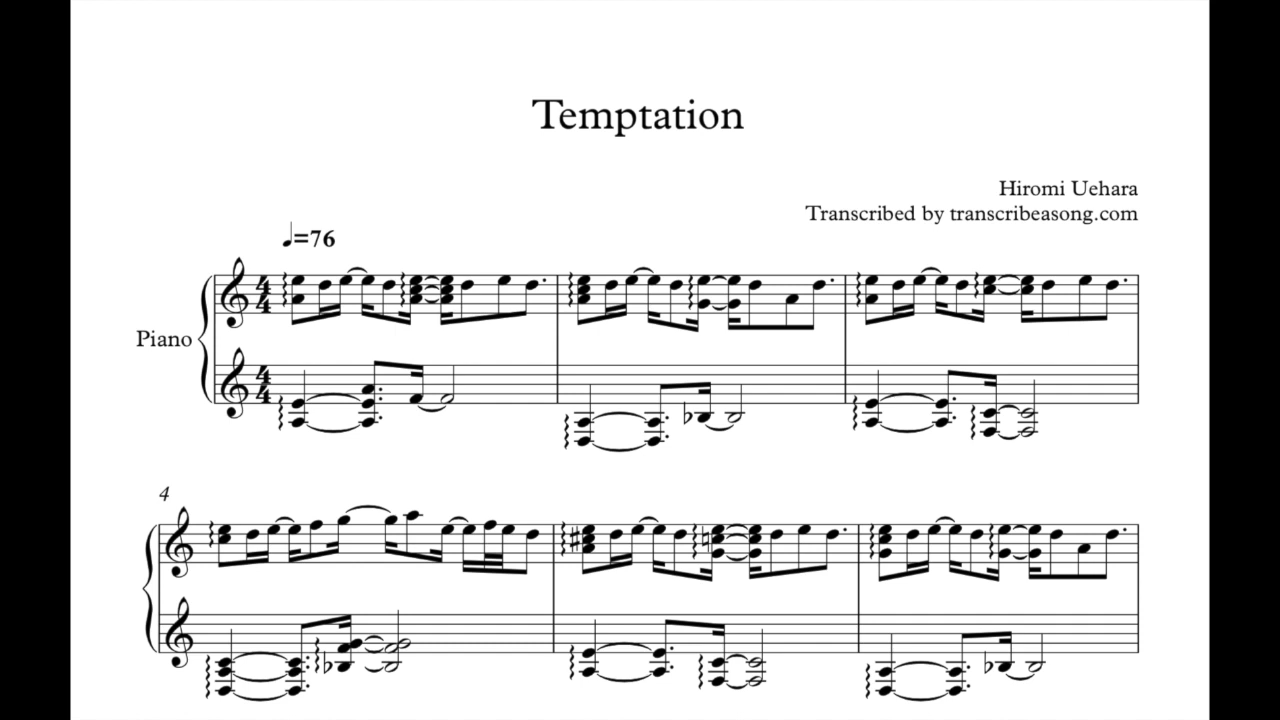 Temptation
Hiromi Uehara
Transcribed by transcribeasong.com
♩=76
Piano
4